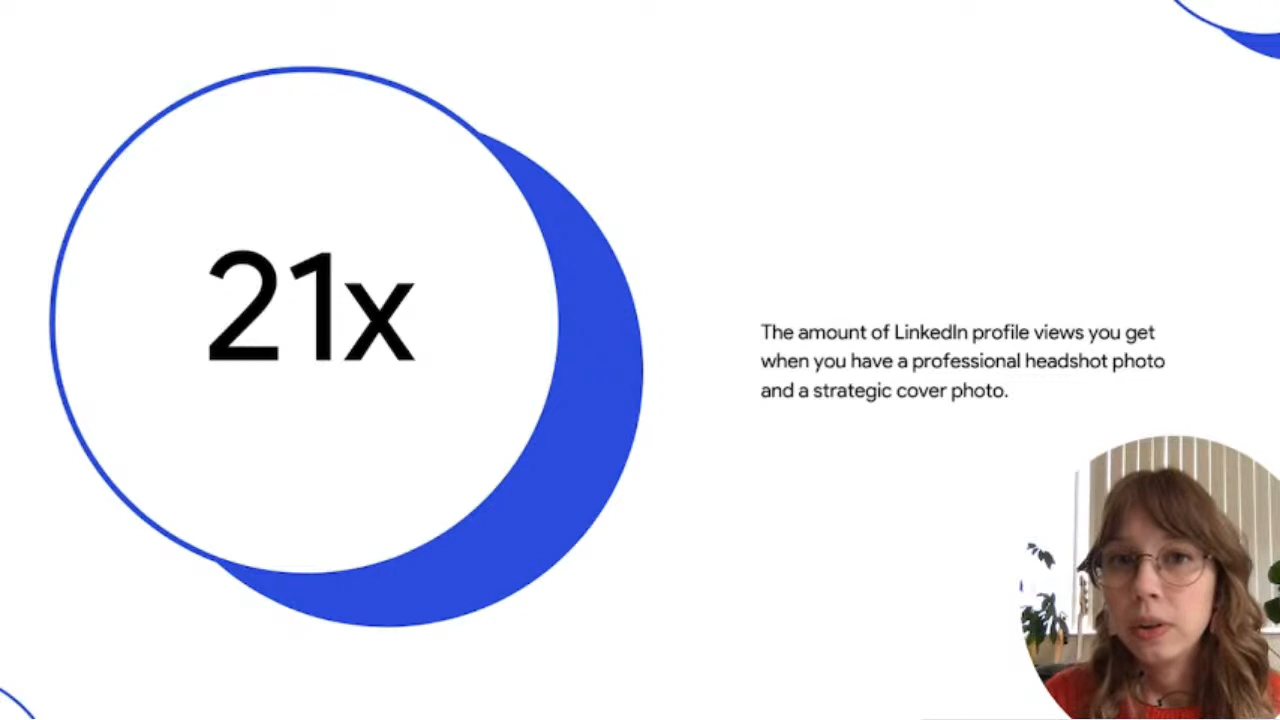 21x
The amount of LinkedIn profile views you get
when you have a professional headshot photo
and a strategic cover photo.